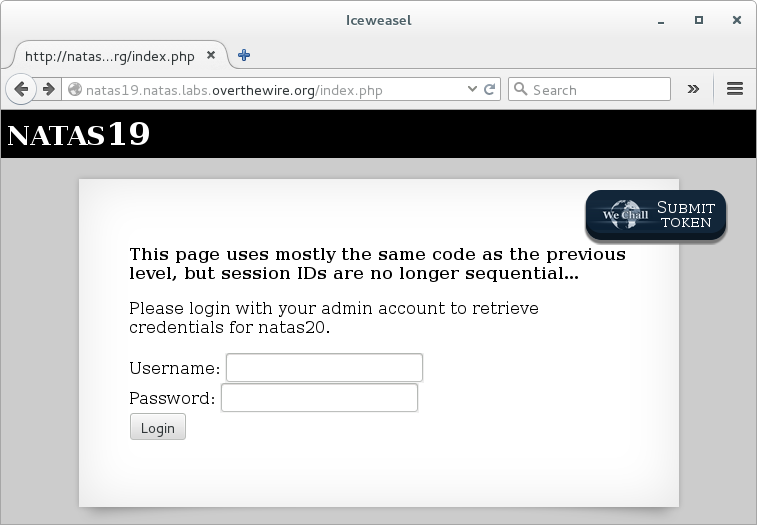 Iceweasel
http://natas...rg/index.php
natas19.natas.labs.overthewire.org/index.php
Search
NATAS19
We Chall
SUBMIT
TOKEN
This page uses mostly the same code as the previous
level, but session IDs are no longer sequential...
Please login with your admin account to retrieve
credentials for natas20.
Username:
Password:
Login